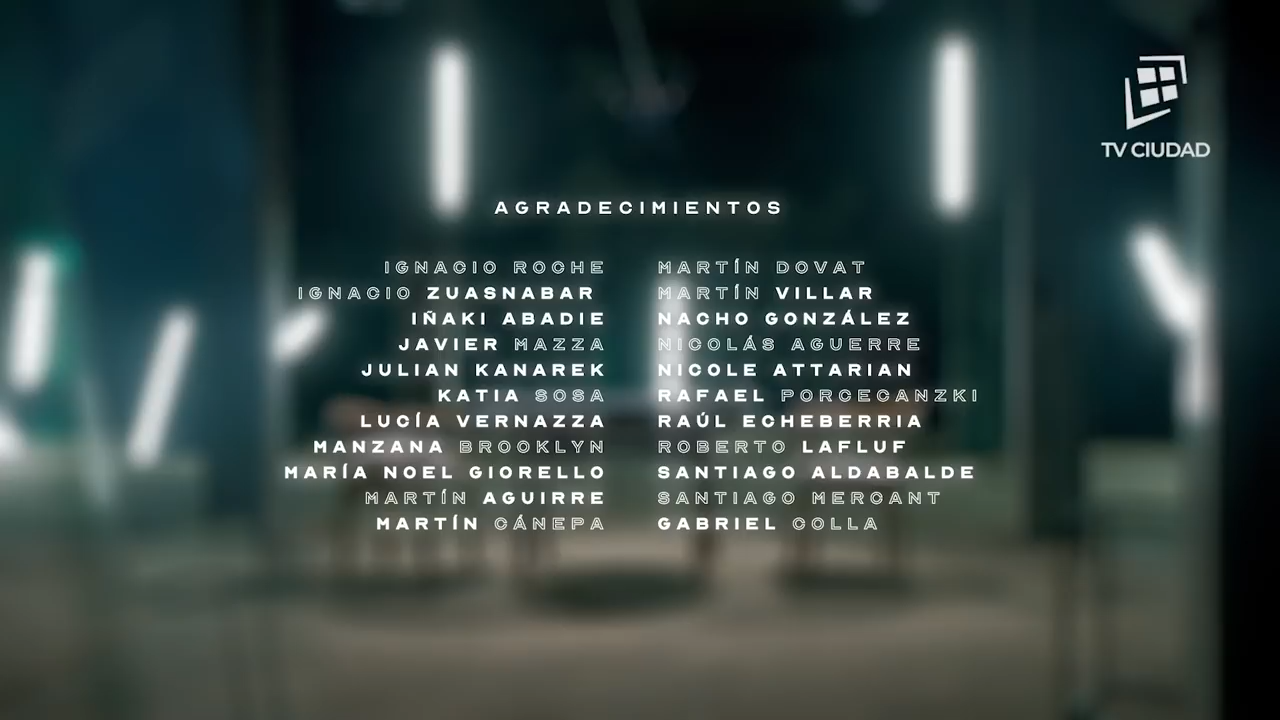 TV CIUDAD
AGRADECIMIENTOS
IGNACIO ROCHE
IGNACIO ZUASNABAR
IÑAKI ABADIE
JAVIER MAZZA
JULIAN KANAREK
KATIA SOSA
LUCÍA VERNAZZA
MANZANA BROOKLYN
MARÍA NOEL GIORELLO
MARTÍN AGUIRRE
MARTÍN CÁNEPA
MARTÍN DOVAT
MARTÍN VILLAR
NACHO GONZÁLEZ
NICOLÁS AGUERRE
NICOLE ATTARIAN
RAFAEL PORCECANZKI
RAÚL ECHEBERRIA
ROBERTO LAFLUF
SANTIAGO ALDABALDE
SANTIAGO MERCANT
GABRIEL COLLA